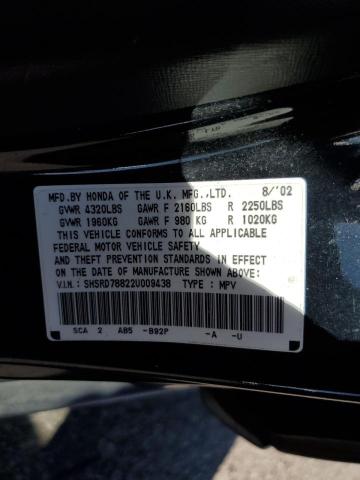 MFD.BY HONDA OF THE U.K. MFG.,LTD. 8/'02
GVWR 4320LBS GAWR F 2160LBS R 2250LBS
GVWR 1960KG GAWR F 980 KG R 1020KG
THIS VEHICLE CONFORMS TO ALL APPLICABLE
FEDERAL MOTOR VEHICLE SAFETY
AND THEFT PREVENTION STANDARDS IN EFFECT
ON THE DATE OF MANUFACTURE SHOWN ABOVE:
V.I.N.: SHSRD78822U009438 TYPE : MPV
SCA 2 AB5 -B92P -A -U